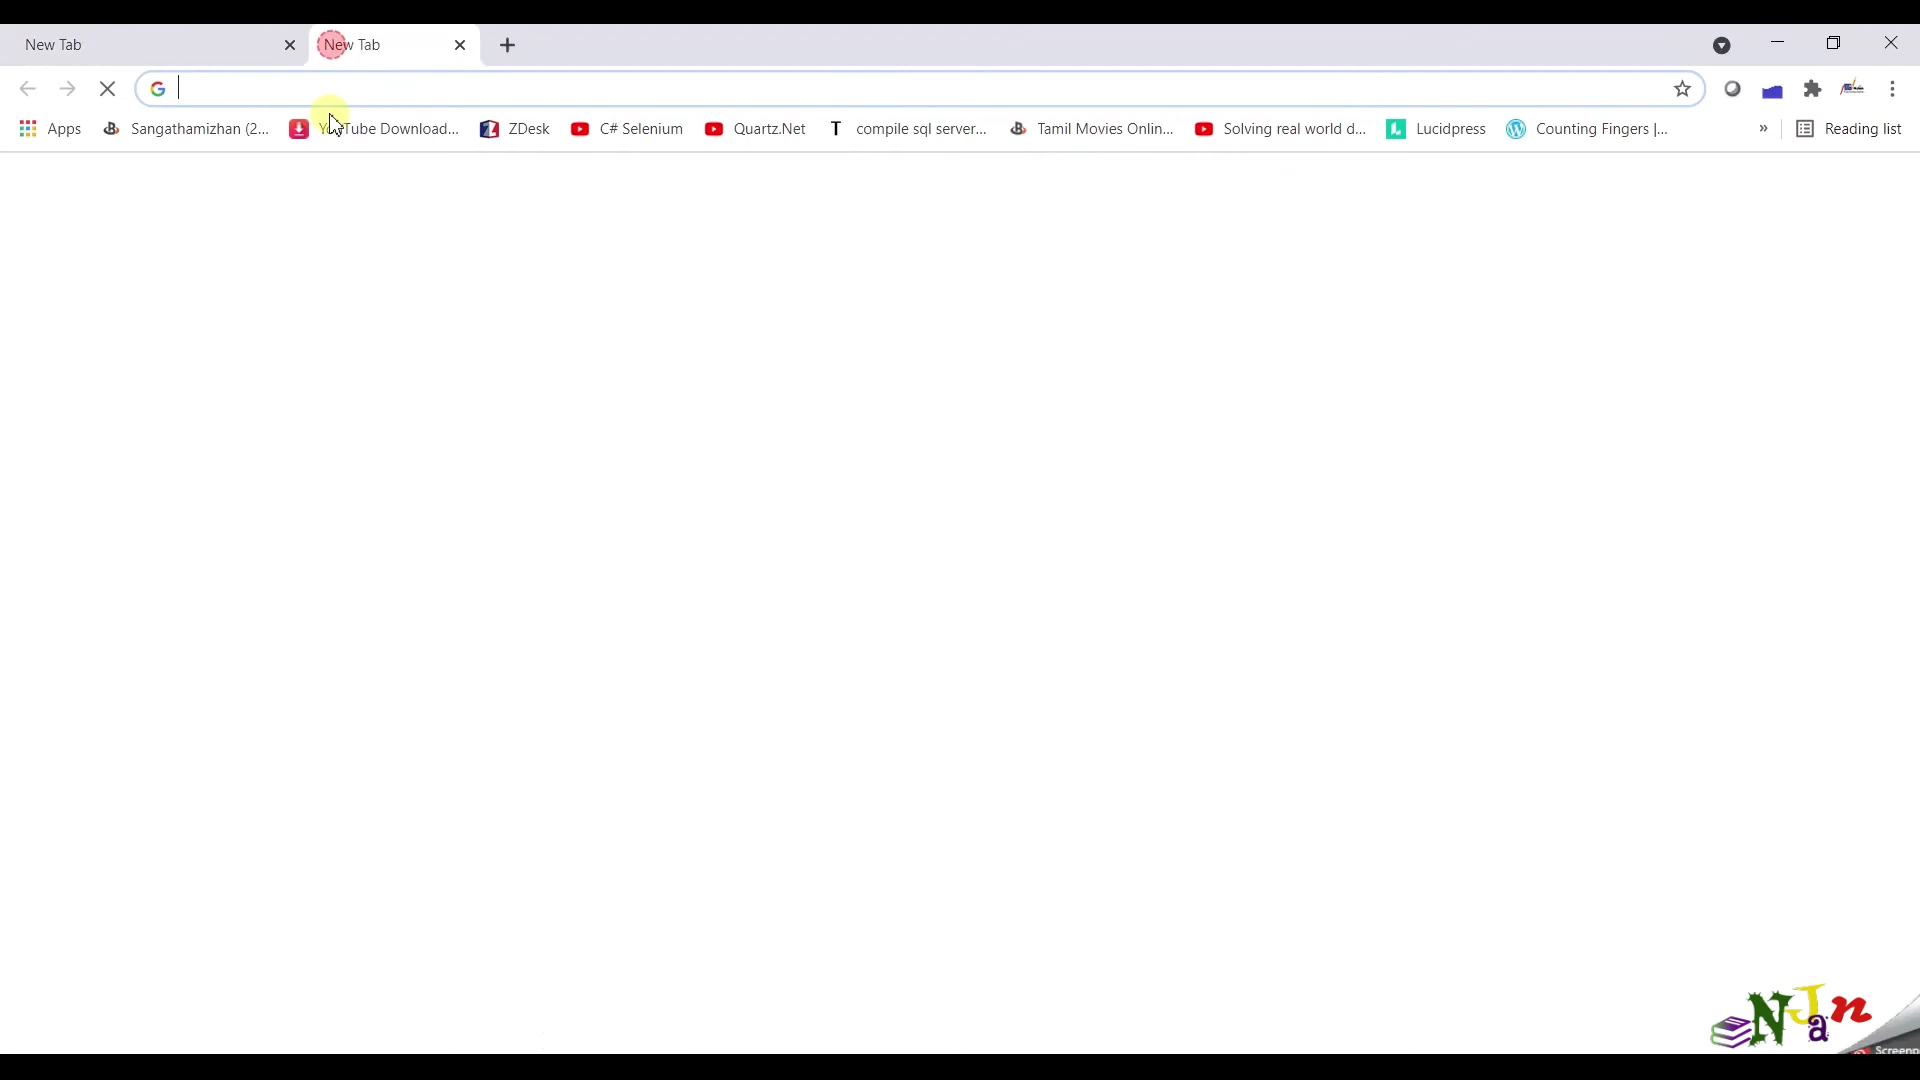 New Tab
New Tab
Apps
Sangathamizhan (2...
YouTube Download...
ZDesk
C# Selenium
Quartz.Net
compile sql server...
Tamil Movies Onlin...
Solving real world d...
Lucidpress
Counting Fingers |...
»
Reading list
NJan